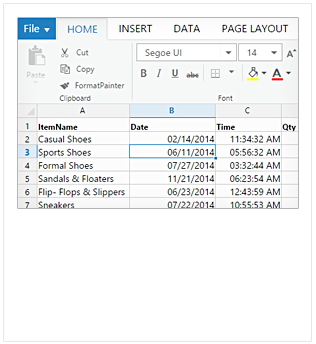 File HOME INSERT DATA PAGE LAYOUT
Cut
Segoe UI 14 A
Paste
Copy
B I U abc A
FormatPainter
Clipboard Font
A B C
1 ItemName Date Time Qty
2 Casual Shoes 02/14/2014 11:34:32 AM
3 Sports Shoes 06/11/2014 05:56:32 AM
4 Formal Shoes 07/27/2014 03:32:44 AM
5 Sandals & Floaters 11/21/2014 06:23:54 AM
6 Flip- Flops & Slippers 06/23/2014 12:43:59 AM
7 Sneakers 07/22/2014 10:55:53 AM